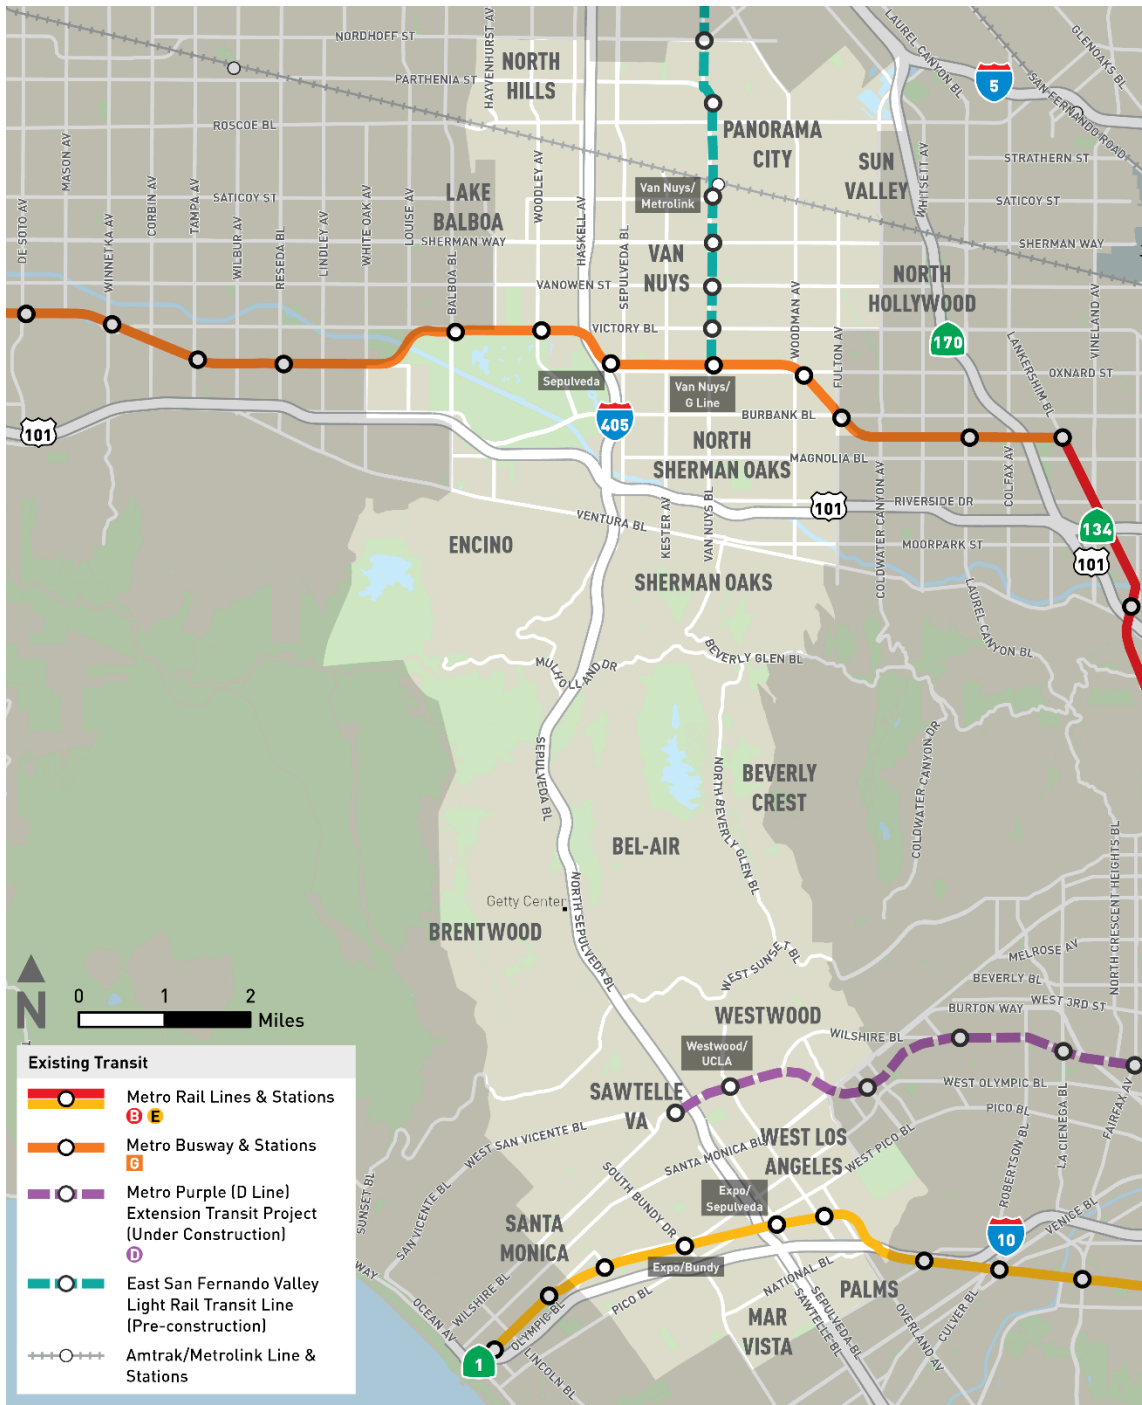 NORDHOFF ST
HAYVENHURST AV
NORTH
HILLS
PARTHENIA ST
LAUREL CANYON BL
GLENOAKS BL
5
SAN FERNANDO ROAD
ROSCOE BL
MASON AV
PANORAMA
CITY
SUN
VALLEY
STRATHERN ST
WHITSETT AV
DE SOTO AV
WINNETKA AV
CORBIN AV
TAMPA AV
SATICOY ST
WILBUR AV
RESEDA BL
LINDLEY AV
WHITE OAK AV
LOUISE AV
LAKE
BALBOA
SHERMAN WAY
BALBOA BL
WOODLEY AV
HASKELL AV
SEPULVEDA BL
Van Nuys/
Metrolink
SATICOY ST
SHERMAN WAY
VAN
NUYS
VANOWEN ST
NORTH
HOLLYWOOD
VICTORY BL
WOODMAN AV
FULTON AV
170
LANKERSHIM BL
VINELAND AV
Sepulveda
Van Nuys/
G Line
OXNARD ST
405
BURBANK BL
101
NORTH
SHERMAN OAKS
MAGNOLIA BL
COLDWATER CANYON AV
COLFAX AV
RIVERSIDE DR
101
VENTURA BL
KESTER AV
VAN NUYS BL
134
101
MOORPARK ST
ENCINO
SHERMAN OAKS
LAUREL CANYON BL
MULHOLLAND DR
BEVERLY GLEN BL
SEPULVEDA BL
NORTH BEVERLY GLEN BL
BEVERLY
CREST
COLDWATER CANYON DR
BEL-AIR
NORTH CRESCENT HEIGHTS BL
Getty Center
BRENTWOOD
NORTH SEPULVEDA BL
WEST SUNSET BL
MELROSE AV
BEVERLY BL
WEST 3RD ST
BURTON WAY
N
0 1 2
Miles
WESTWOOD
WILSHIRE BL
Westwood/
UCLA
SAWTELLE
VA
WEST OLYMPIC BL
PICO BL
LA CIENEGA BL
FAIRFAX AV
ROBERTSON BL
WEST SAN VICENTE BL
SANTA MONICA BL
WEST LOS
ANGELES
WEST PICO BL
SOUTH BUNDY DR
Expo/
Sepulveda
SUNSET BL
SAN VICENTE BL
SANTA
MONICA
Expo/Bundy
10
VENICE BL
WAY
WILSHIRE BL
OCEAN AV
OLYMPIC BL
PICO BL
NATIONAL BL
PALMS
MAR
VISTA
SEPULVEDA BL
SAWTELLE BL
OVERLAND AV
CULVER BL
1
LINCOLN BL
Existing Transit
Metro Rail Lines & Stations
B E
Metro Busway & Stations
G
Metro Purple (D Line)
Extension Transit Project
(Under Construction)
D
East San Fernando Valley
Light Rail Transit Line
(Pre-construction)
Amtrak/Metrolink Line &
Stations